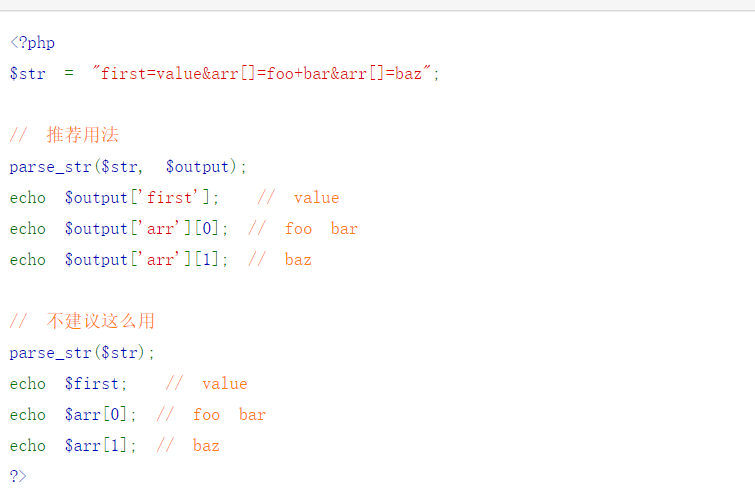 <?php
$str = "first=value&arr[]=foo+bar&arr[]=baz";
// 推荐用法
parse_str($str, $output);
echo $output['first']; // value
echo $output['arr'][0]; // foo bar
echo $output['arr'][1]; // baz
// 不建议这么用
parse_str($str);
echo $first; // value
echo $arr[0]; // foo bar
echo $arr[1]; // baz
?>